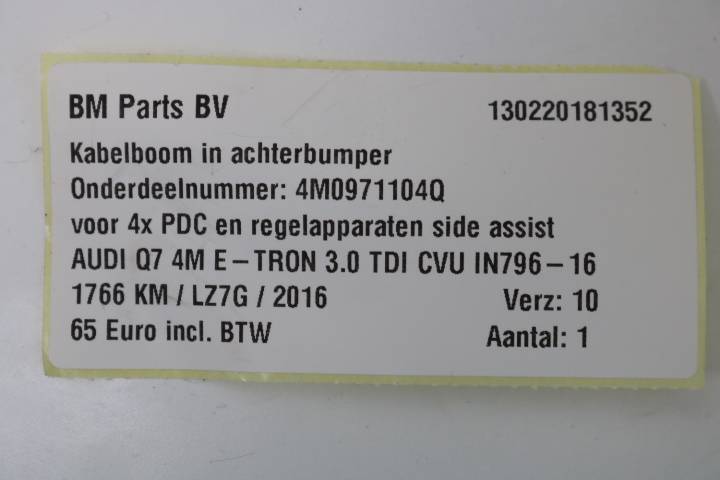 BM Parts BV 130220181352
Kabelboom in achterbumper
Onderdeelnummer: 4M0971104Q
voor 4x PDC en regelapparaten side assist
AUDI Q7 4M E-TRON 3.0 TDI CVU IN796-16
1766 KM / LZ7G / 2016 Verz: 10
65 Euro incl. BTW Aantal: 1